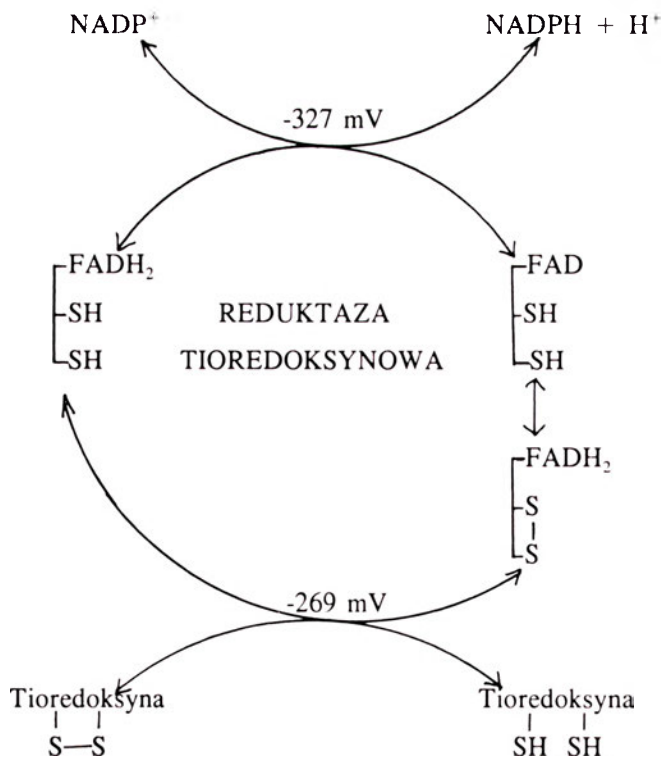 NADP⁺ NADPH + H⁺
-327 mV
FADH₂ FAD
SH REDUKTAZA SH
SH TIOREDOKSYNOWA SH
FADH₂
S
S
-269 mV
Tioredoksyna Tioredoksyna
S—S SH SH